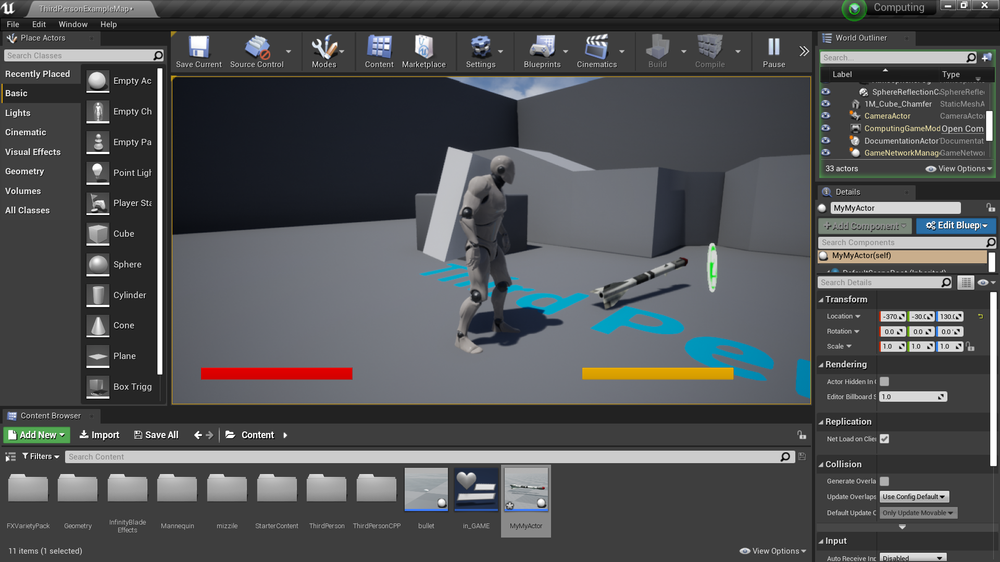 ThirdPersonExampleMap*
Computing
File Edit Window Help
Place Actors
Search Classes
Recently Placed
Basic
Lights
Cinematic
Visual Effects
Geometry
Volumes
All Classes
Empty Ac
Empty Ch
Empty Pa
Point Ligh
Player Sta
Cube
Sphere
Cylinder
Cone
Plane
Box Trigg
Save Current
Source Control
Modes
Content
Marketplace
Settings
Blueprints
Cinematics
Build
Compile
Pause
Third Pe
World Outliner
Search...
Label Type
SphereReflectionC SphereRefle
1M_Cube_Chamfer StaticMeshA
CameraActor CameraActo
ComputingGameMod Open Com
DocumentationActor Documentat
GameNetworkManag GameNetwor
33 actors
View Options
Details
MyMyActor
+Add Component
Edit Bluep
Search Components
MyMyActor(self)
DefaultSceneRoot (Inherited)
Search Details
Transform
Location -370. -30.0 130.0
Rotation 0.0 0.0 0.0
Scale 1.0 1.0 1.0
Rendering
Actor Hidden In G
Editor Billboard S 1.0
Replication
Net Load on Clie
Collision
Generate Overla
Update Overlaps Use Config Default
Default Update C Only Update Movable
Input
Auto Receive Inp Disabled
Content Browser
Add New
Import
Save All
Content
Filters
Search Content
FXVarietyPack
Geometry
InfinityBlade
Effects
Mannequin
mizzile
StarterContent
ThirdPerson
ThirdPersonCPP
bullet
in_GAME
MyMyActor
11 items (1 selected)
View Options